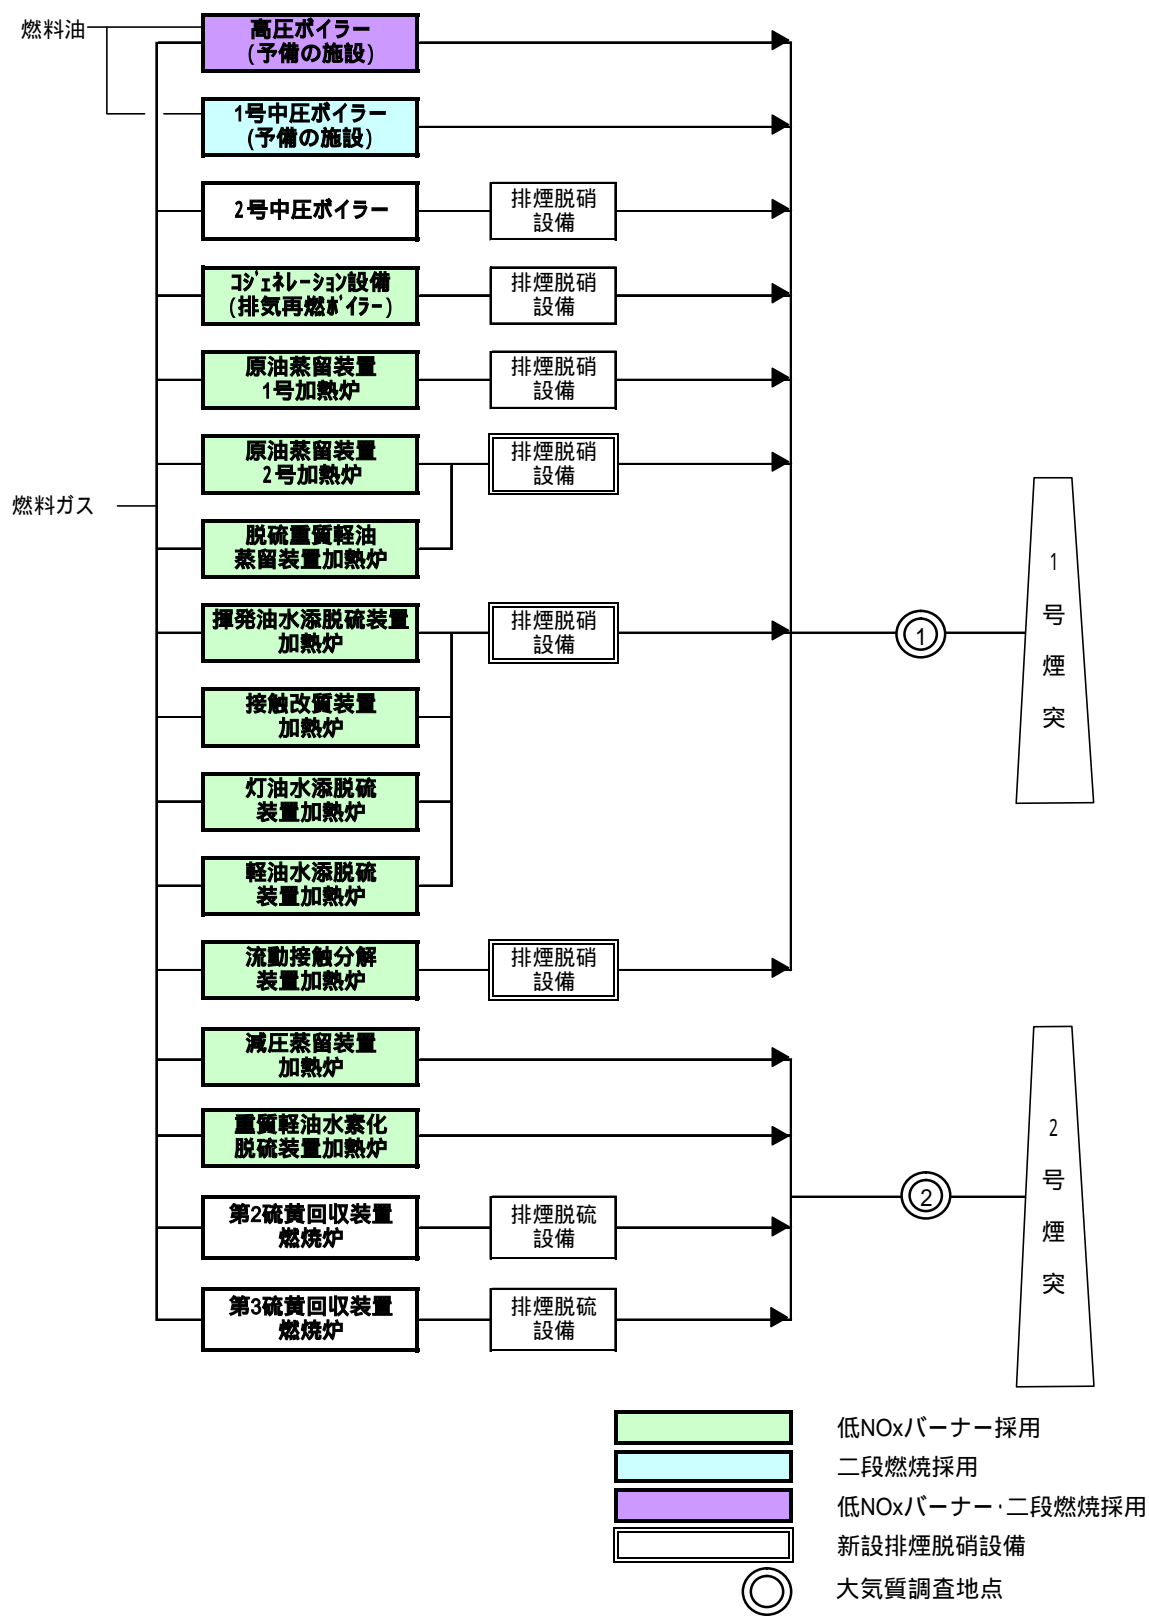 燃料油
高圧ボイラー
(予備の施設)
1号中圧ボイラー
(予備の施設)
2号中圧ボイラー
排煙脱硝
設備
コジェネレーション設備
(排気再燃ボイラー)
排煙脱硝
設備
原油蒸留装置
1号加熱炉
排煙脱硝
設備
原油蒸留装置
2号加熱炉
排煙脱硝
設備
燃料ガス
脱硫重質軽油
蒸留装置加熱炉
揮発油水添脱硫装置
加熱炉
排煙脱硝
設備
1
1号煙突
接触改質装置
加熱炉
灯油水添脱硫
装置加熱炉
軽油水添脱硫
装置加熱炉
流動接触分解
装置加熱炉
排煙脱硝
設備
減圧蒸留装置
加熱炉
重質軽油水素化
脱硫装置加熱炉
第2硫黄回収装置
燃焼炉
排煙脱硫
設備
2
2号煙突
第3硫黄回収装置
燃焼炉
排煙脱硫
設備
低NOxバーナー採用
二段燃焼採用
低NOxバーナー・二段燃焼採用
新設排煙脱硝設備
大気質調査地点